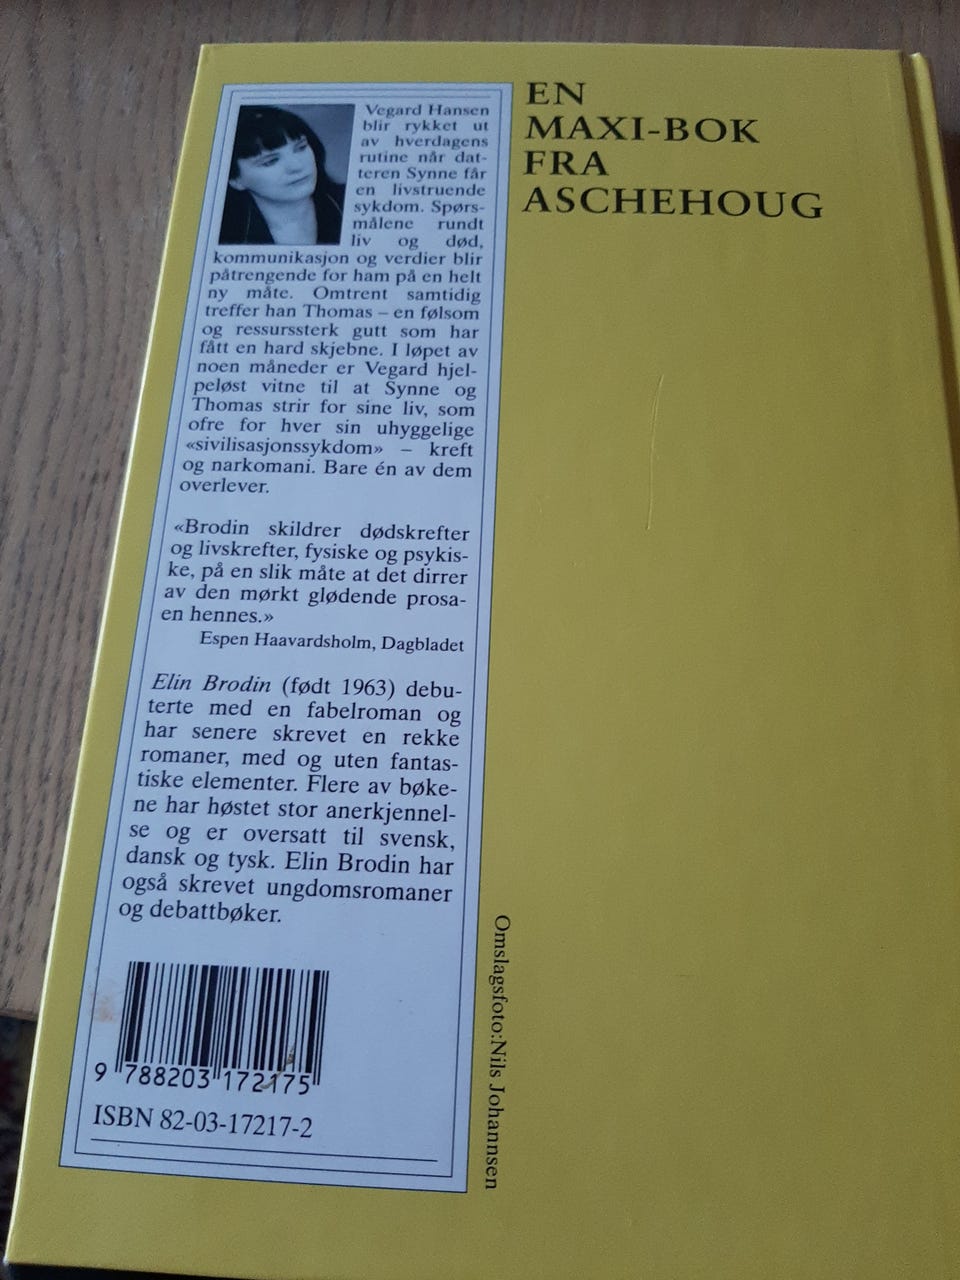 Vegard Hansen
blir rykket ut
av hverdagens
rutine når dat-
teren Synne får
en livstruende
sykdom. Spørs-
målene rundt
liv og død,
kommunikasjon og verdier blir
påtrengende for ham på en helt
ny måte. Omtrent samtidig
treffer han Thomas – en følsom
og ressurssterk gutt som har
fått en hard skjebne. I løpet av
noen måneder er Vegard hjel-
peløst vitne til at Synne og
Thomas strir for sine liv, som
ofre for hver sin uhyggelige
«sivilisasjonssykdom» – kreft
og narkomani. Bare én av dem
overlever.
«Brodin skildrer dødskrefter
og livskrefter, fysiske og psykis-
ke, på en slik måte at det dirrer
av den mørkt glødende prosa-
en hennes.»
Espen Haavardsholm, Dagbladet
Elin Brodin (født 1963) debu-
terte med en fabelroman og
har senere skrevet en rekke
romaner, med og uten fantas-
tiske elementer. Flere av bøke-
ne har høstet stor anerkjennel-
se og er oversatt til svensk,
dansk og tysk. Elin Brodin har
også skrevet ungdomsromaner
og debattbøker.
9 788203 172175
ISBN 82-03-17217-2
EN
MAXI-BOK
FRA
ASCHEHOUG
Omslagsfoto:Nils Johannsen